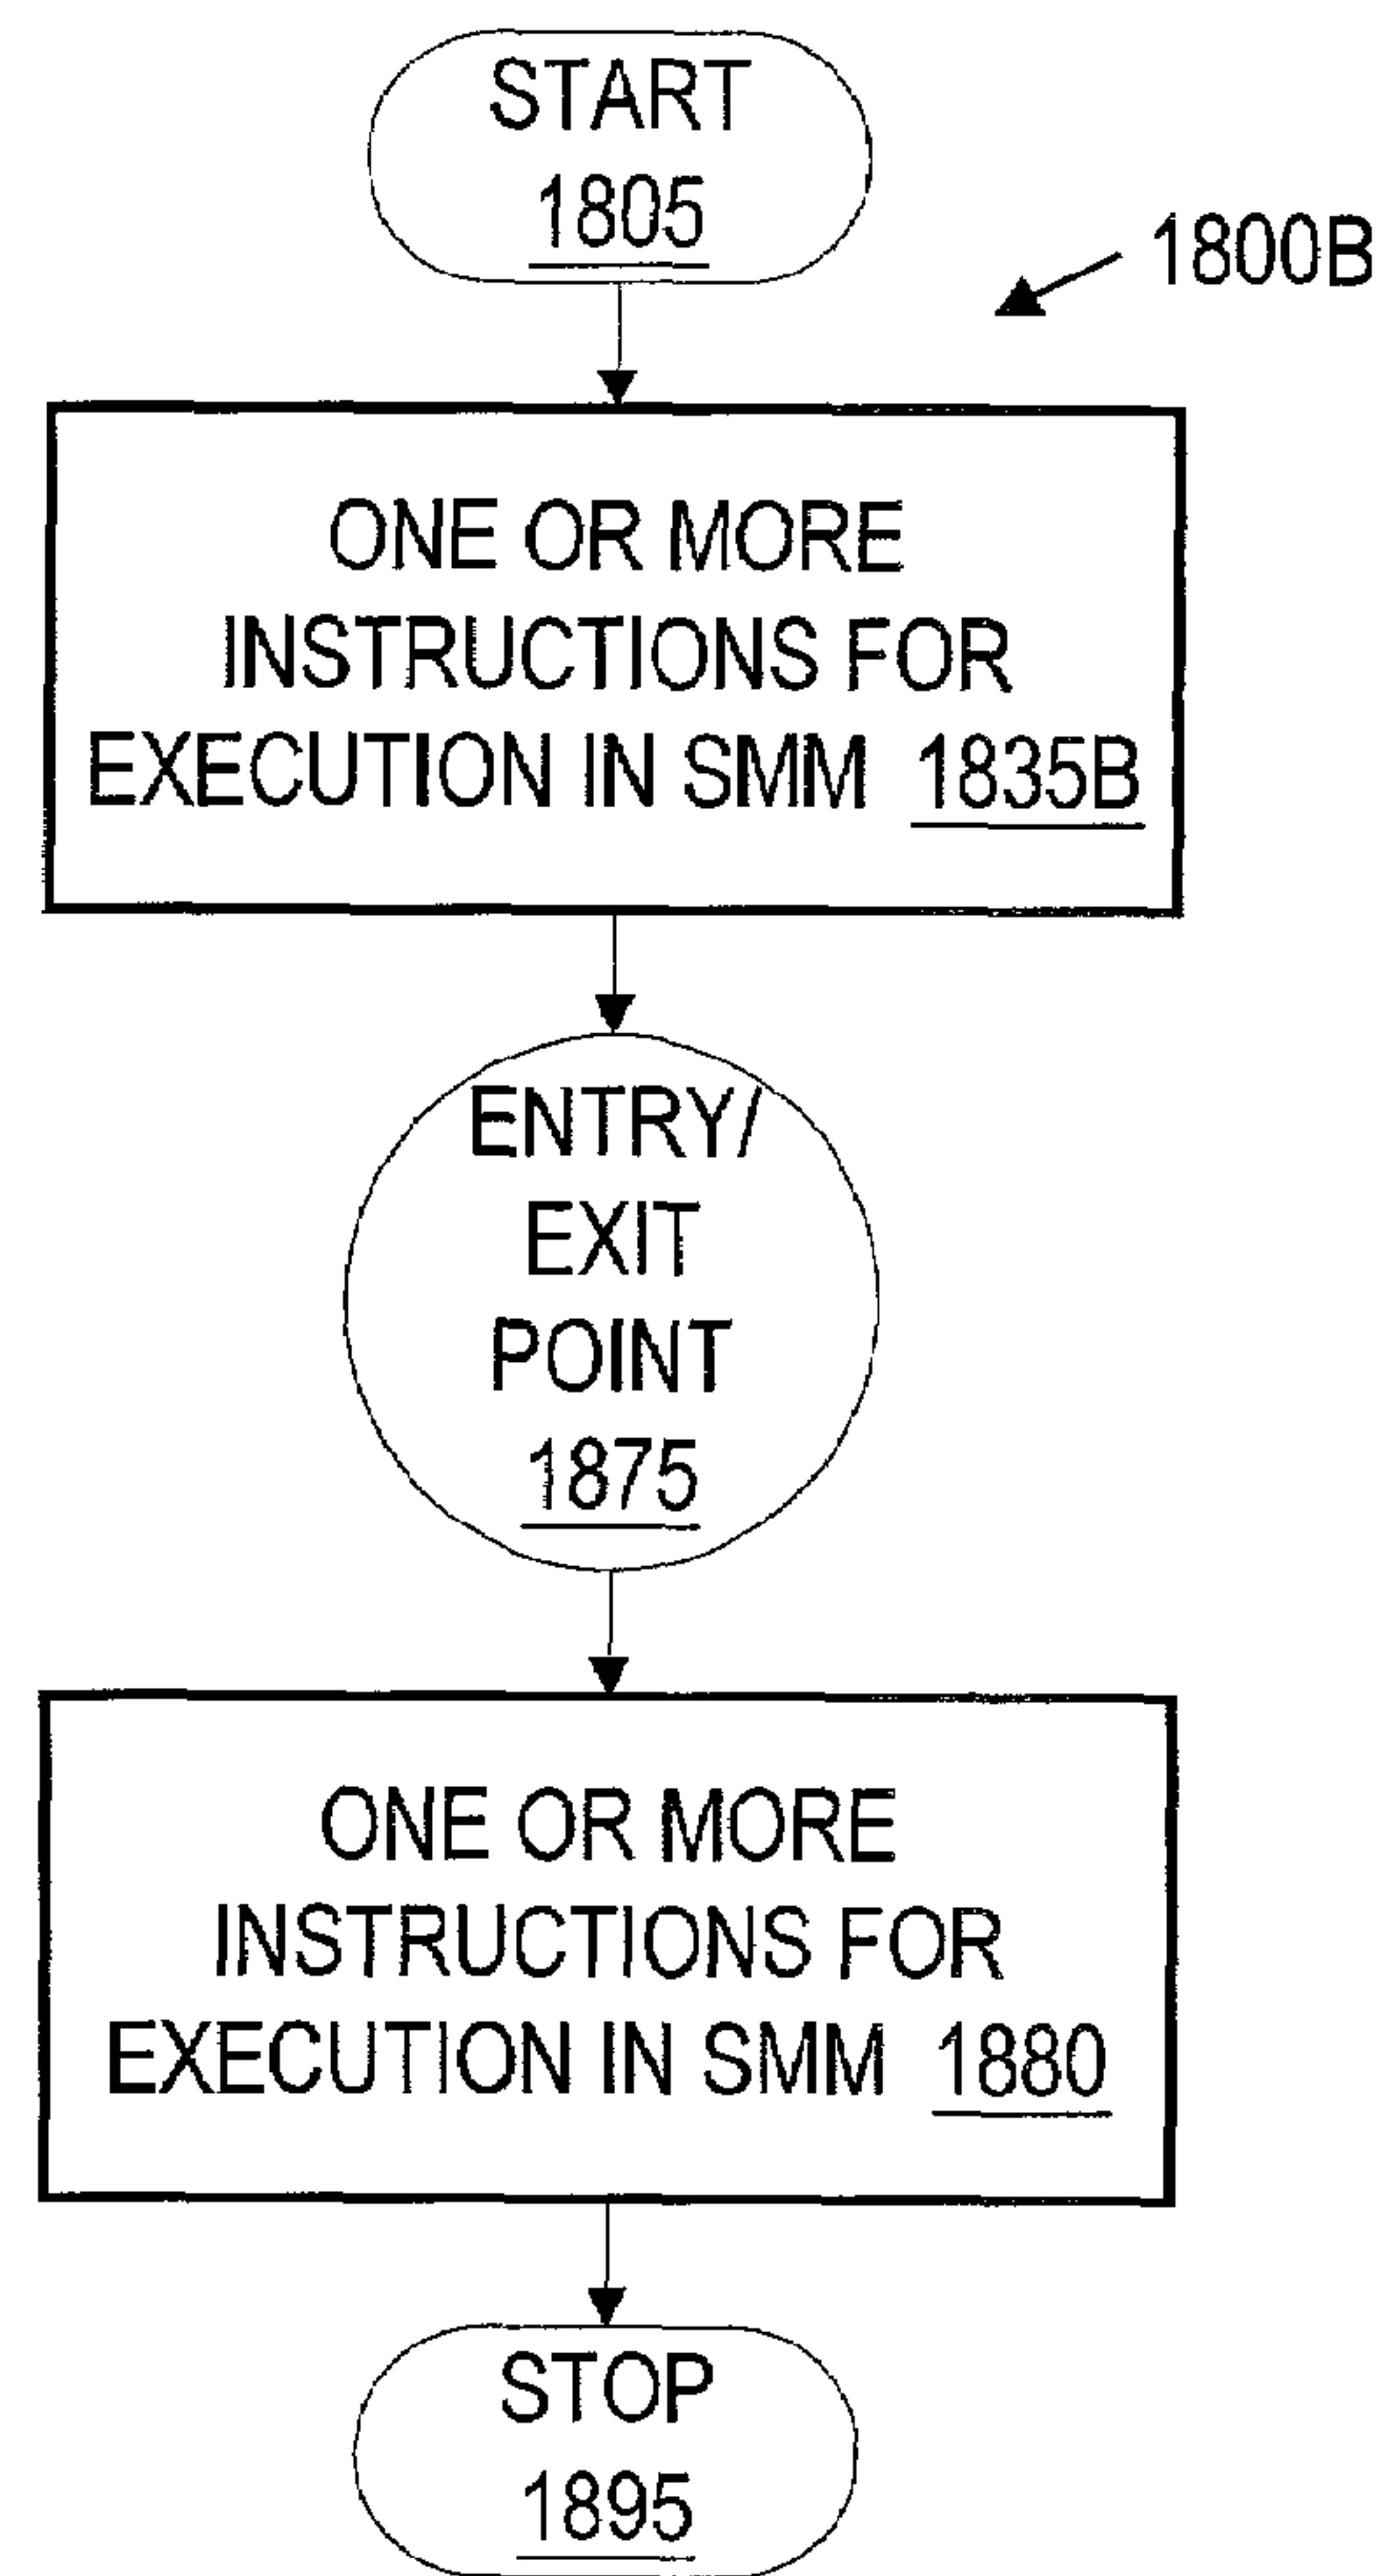 START
1805
1800B
ONE OR MORE
INSTRUCTIONS FOR
EXECUTION IN SMM 1835B
ENTRY/
EXIT
POINT
1875
ONE OR MORE
INSTRUCTIONS FOR
EXECUTION IN SMM 1880
STOP
1895